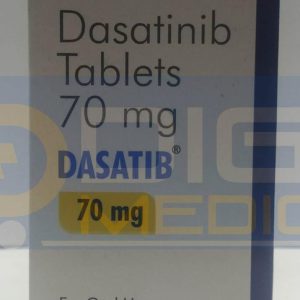 Dasatinib
Tablets
70 mg
DASATIB®
70 mg